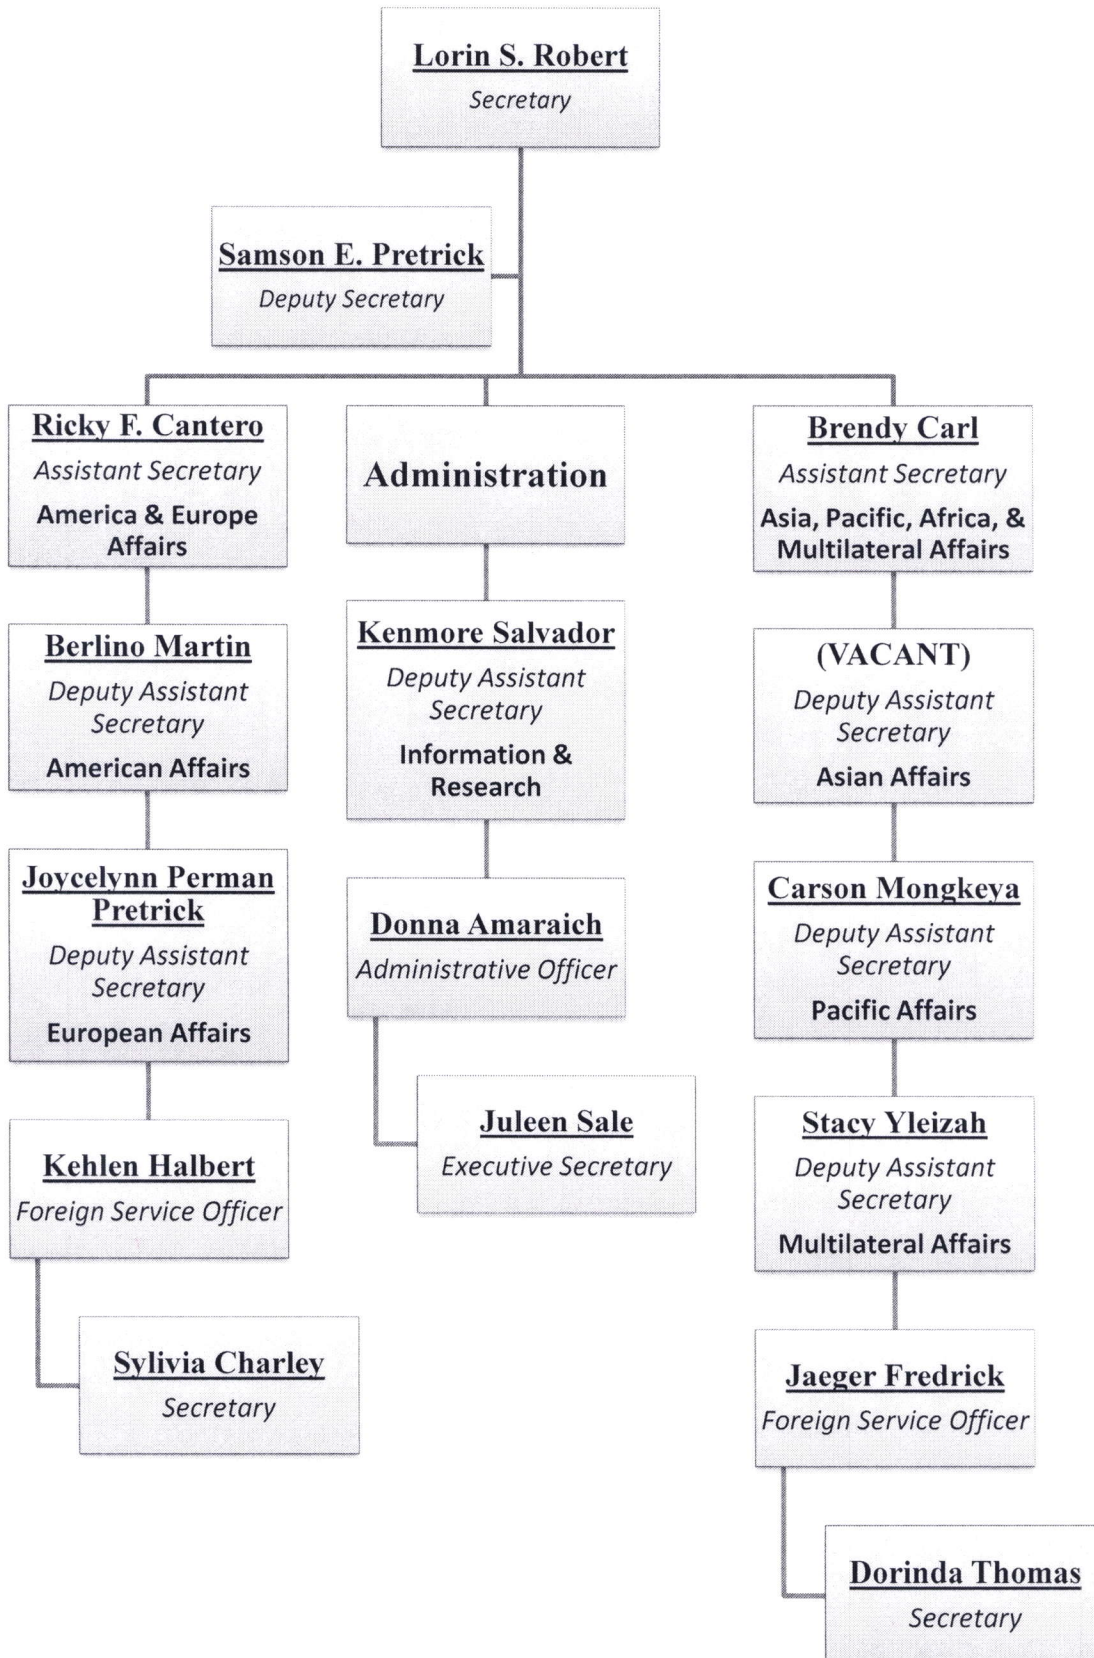 Lorin S. Robert
Secretary
Samson E. Pretrick
Deputy Secretary
Ricky F. Cantero
Assistant Secretary
America & Europe
Affairs
Berlino Martin
Deputy Assistant
Secretary
American Affairs
Joycelynn Perman
Pretrick
Deputy Assistant
Secretary
European Affairs
Kehlen Halbert
Foreign Service Officer
Sylivia Charley
Secretary
Administration
Kenmore Salvador
Deputy Assistant
Secretary
Information &
Research
Donna Amaraich
Administrative Officer
Juleen Sale
Executive Secretary
Brendy Carl
Assistant Secretary
Asia, Pacific, Africa, &
Multilateral Affairs
(VACANT)
Deputy Assistant
Secretary
Asian Affairs
Carson Mongkeya
Deputy Assistant
Secretary
Pacific Affairs
Stacy Yleizah
Deputy Assistant
Secretary
Multilateral Affairs
Jaeger Fredrick
Foreign Service Officer
Dorinda Thomas
Secretary